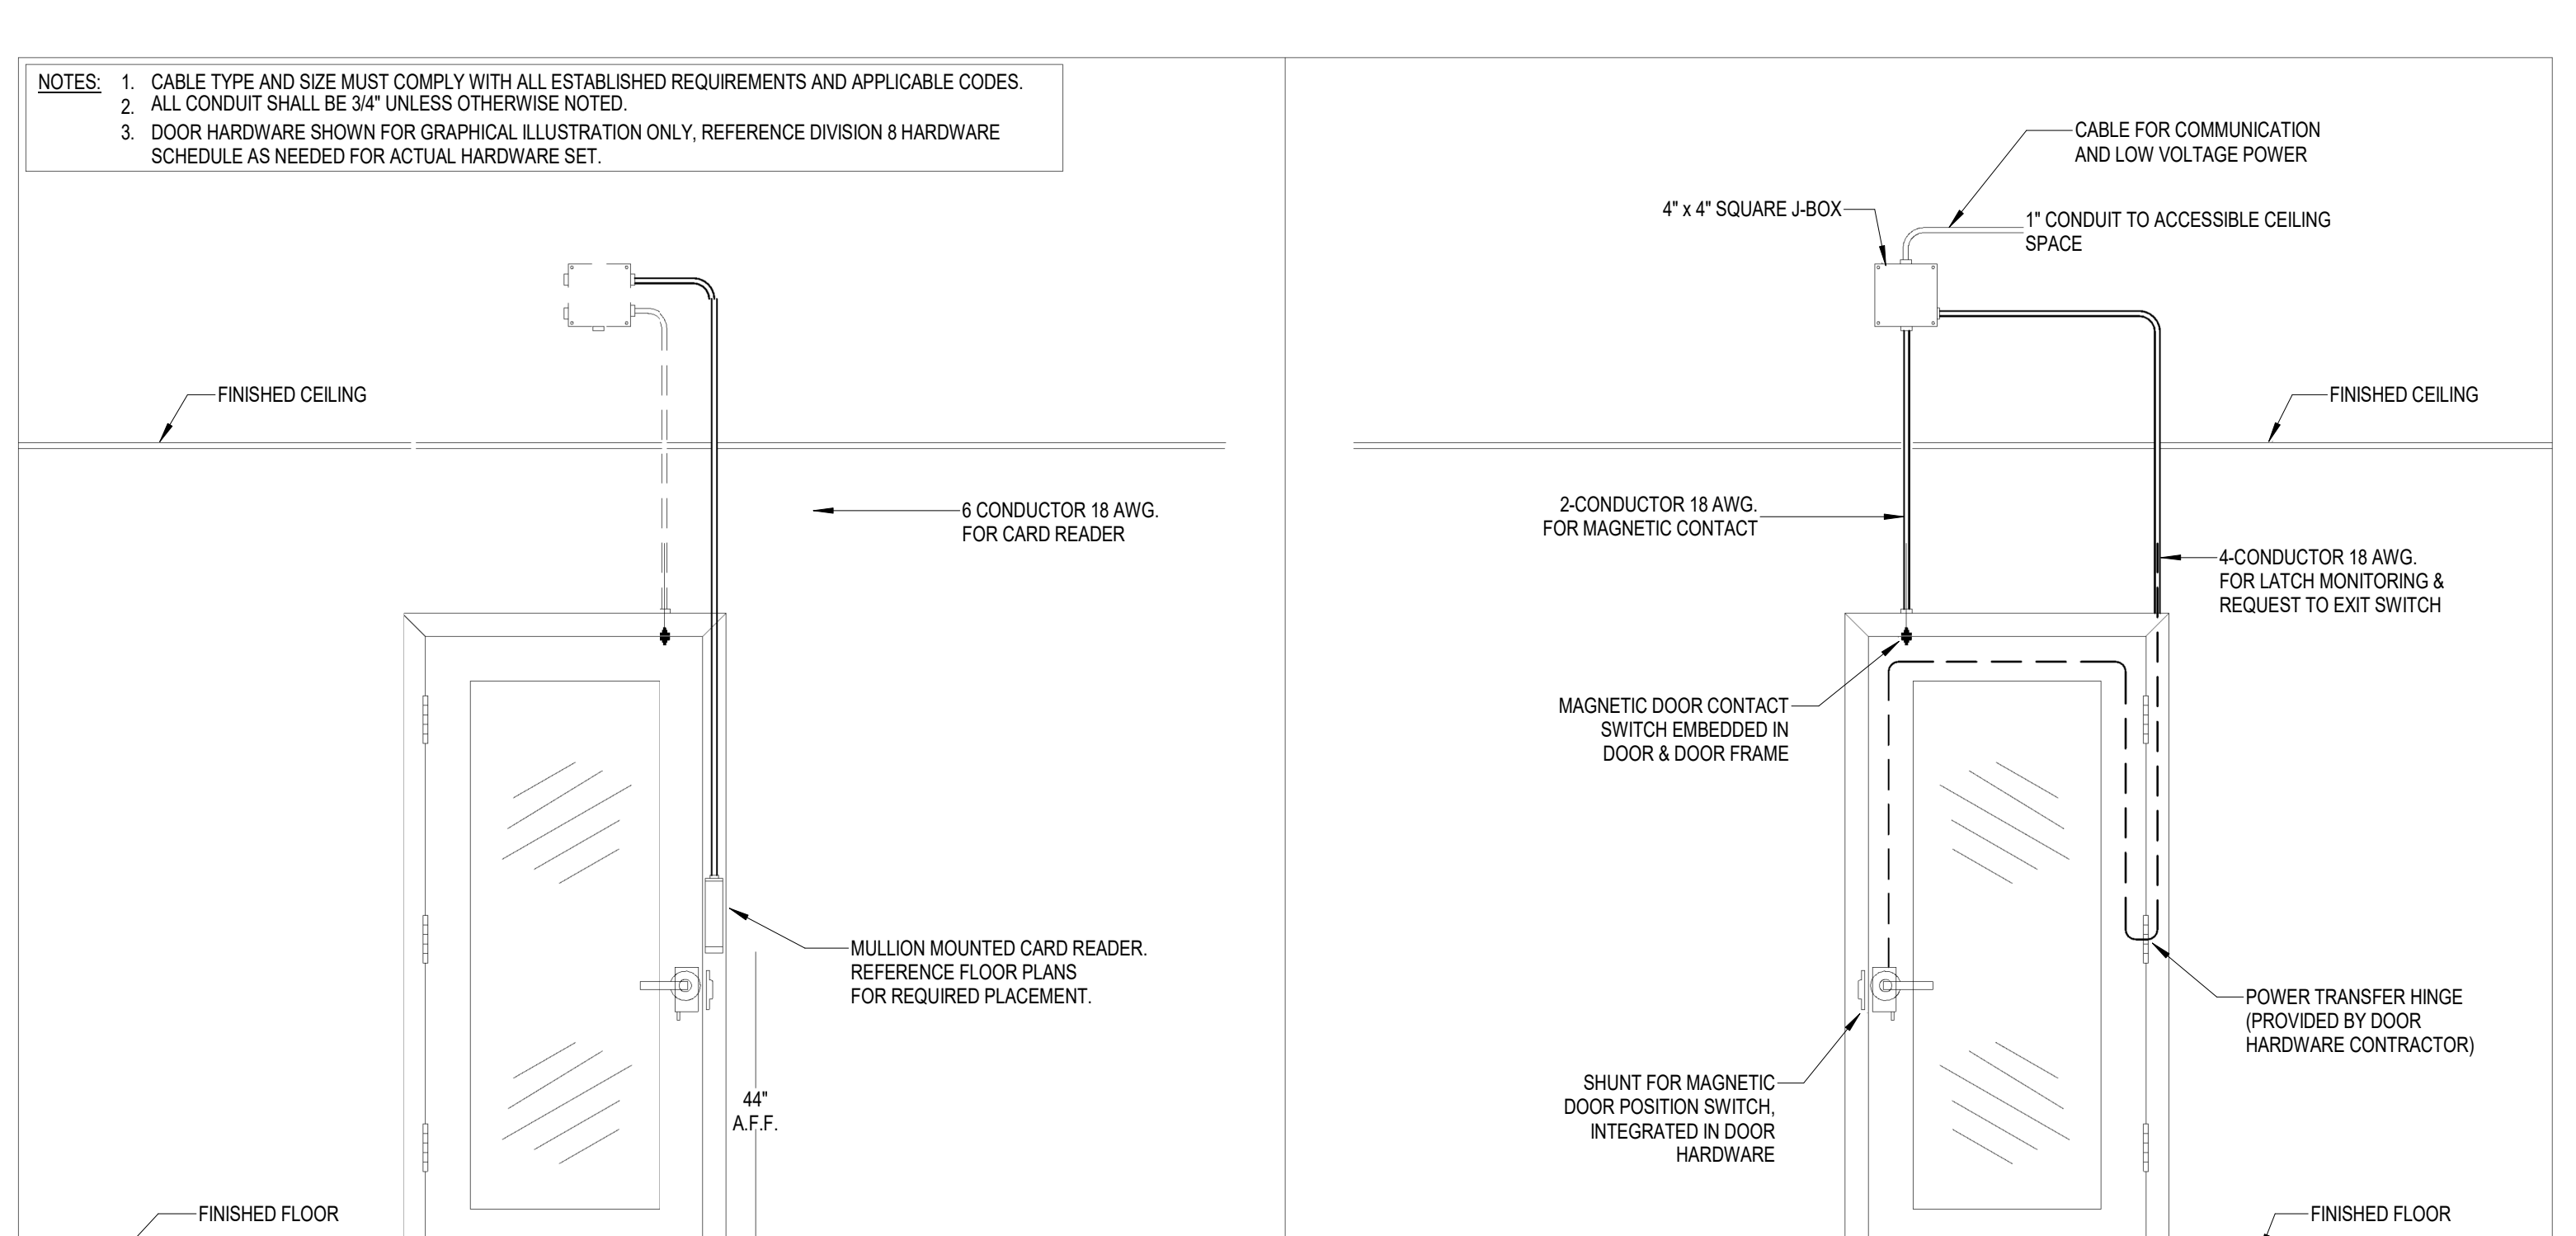 NOTES: 1. CABLE TYPE AND SIZE MUST COMPLY WITH ALL ESTABLISHED REQUIREMENTS AND APPLICABLE CODES.
2. ALL CONDUIT SHALL BE 3/4" UNLESS OTHERWISE NOTED.
3. DOOR HARDWARE SHOWN FOR GRAPHICAL ILLUSTRATION ONLY, REFERENCE DIVISION 8 HARDWARE
SCHEDULE AS NEEDED FOR ACTUAL HARDWARE SET.
FINISHED CEILING
6 CONDUCTOR 18 AWG.
FOR CARD READER
MULLION MOUNTED CARD READER.
REFERENCE FLOOR PLANS
FOR REQUIRED PLACEMENT.
44"
A.F.F.
FINISHED FLOOR
CABLE FOR COMMUNICATION
AND LOW VOLTAGE POWER
4" x 4" SQUARE J-BOX
1" CONDUIT TO ACCESSIBLE CEILING
SPACE
FINISHED CEILING
2-CONDUCTOR 18 AWG.
FOR MAGNETIC CONTACT
4-CONDUCTOR 18 AWG.
FOR LATCH MONITORING &
REQUEST TO EXIT SWITCH
MAGNETIC DOOR CONTACT
SWITCH EMBEDDED IN
DOOR & DOOR FRAME
POWER TRANSFER HINGE
(PROVIDED BY DOOR
HARDWARE CONTRACTOR)
SHUNT FOR MAGNETIC
DOOR POSITION SWITCH,
INTEGRATED IN DOOR
HARDWARE
FINISHED FLOOR